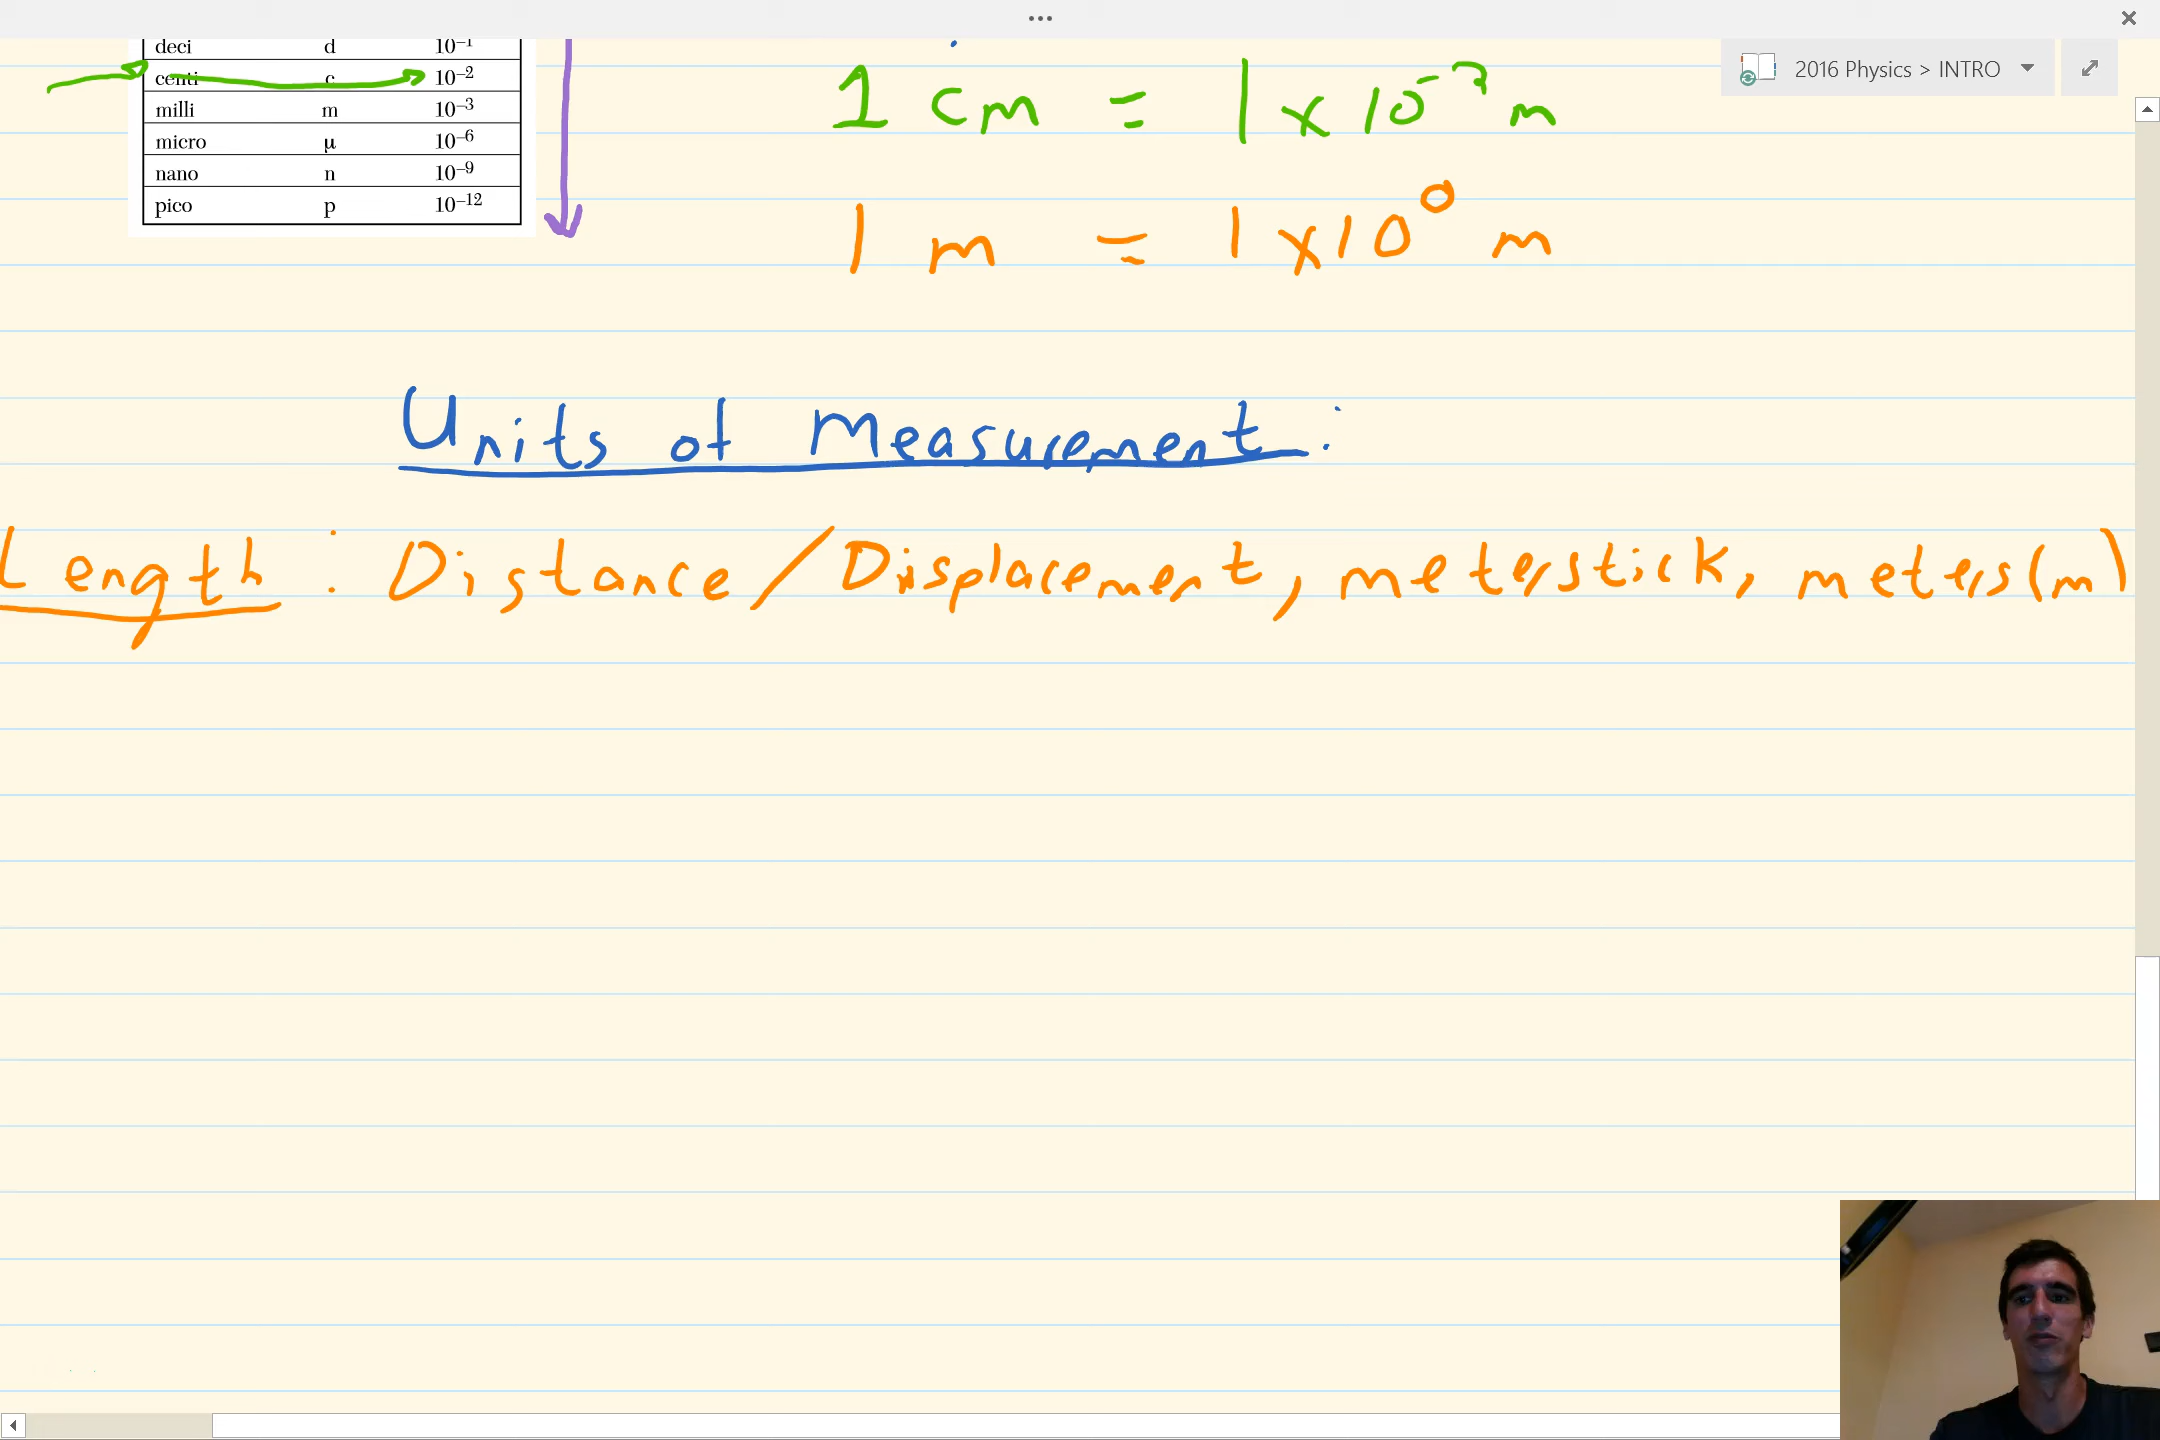 2016 Physics > INTRO
deci d 10⁻¹
centi c 10⁻²
milli m 10⁻³
micro μ 10⁻⁶
nano n 10⁻⁹
pico p 10⁻¹²
1 cm = 1 x 10⁻² m
1 m = 1 x 10⁰ m
Units of Measurement:
Length: Distance/Displacement, meterstick, meters(m)